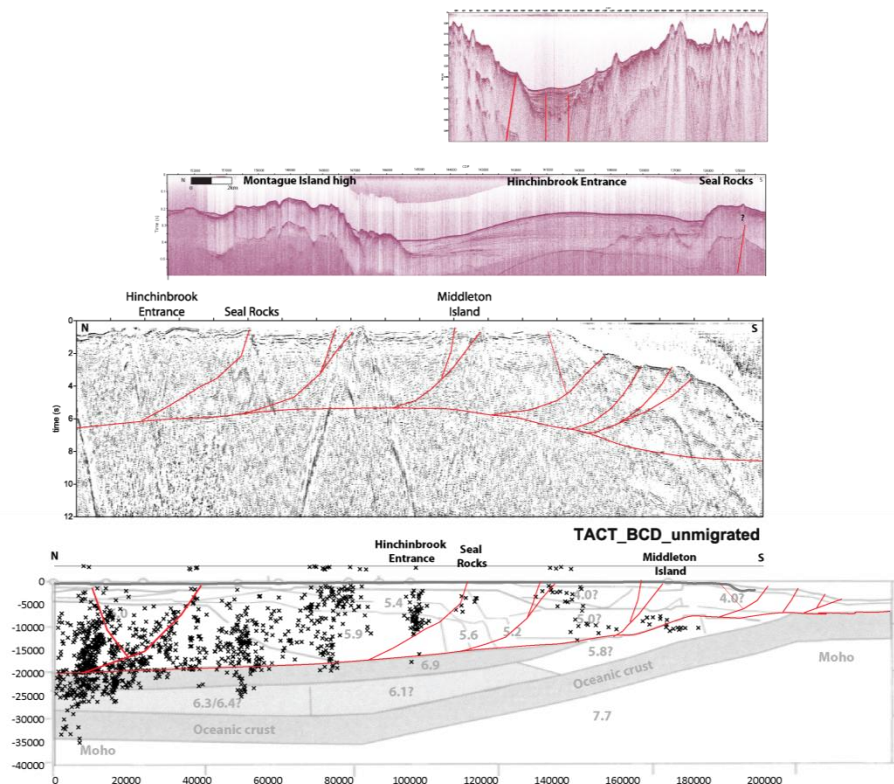 Montague Island high
Hinchinbrook Entrance
Seal Rocks
N
S
0
2km
?
Time (s)
Hinchinbrook
Entrance
Seal Rocks
Middleton
Island
N
S
0
2
4
6
8
10
12
time (s)
TACT_BCD_unmigrated
N
Hinchinbrook
Entrance
Seal
Rocks
Middleton
Island
S
0
-5000
-10000
-15000
-20000
-25000
-30000
-35000
-40000
5.4
5.9
5.6
5.2
4.0?
5.0?
4.0?
5.8?
6.9
6.1?
6.3/6.4?
Oceanic crust
Oceanic crust
7.7
Moho
Moho
0
20000
40000
60000
80000
100000
120000
140000
160000
180000
200000